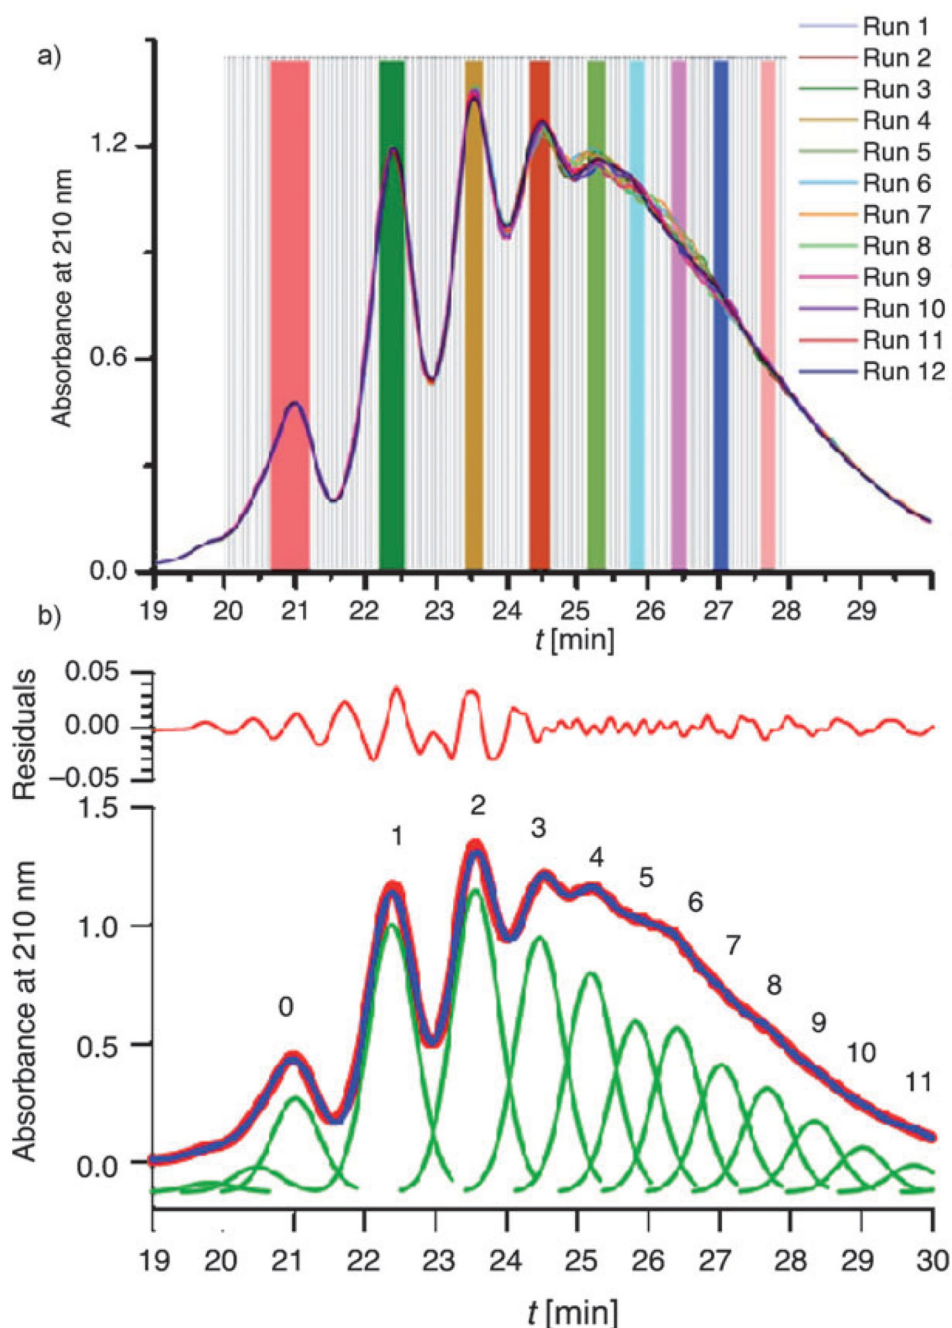 a)
Run 1
Run 2
Run 3
Run 4
Run 5
Run 6
Run 7
Run 8
Run 9
Run 10
Run 11
Run 12
Absorbance at 210 nm
1.2
0.6
0.0
19 20 21 22 23 24 25 26 27 28 29
t [min]
b)
Residuals
0.05
0.00
−0.05
Absorbance at 210 nm
1.5
1.0
0.5
0.0
0 1 2 3 4 5 6 7 8 9 10 11
19 20 21 22 23 24 25 26 27 28 29 30
t [min]